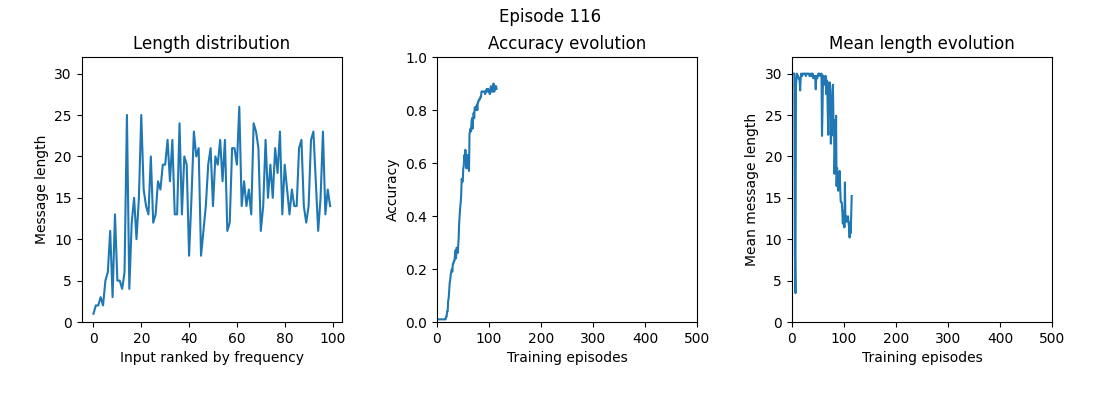 Episode 116
Length distribution
Accuracy evolution
Mean length evolution
Message length
30
25
20
15
10
5
0
0 20 40 60 80 100
Input ranked by frequency
Accuracy
1.0
0.8
0.6
0.4
0.2
0.0
0 100 200 300 400 500
Training episodes
Mean message length
30
25
20
15
10
5
0
0 100 200 300 400 500
Training episodes